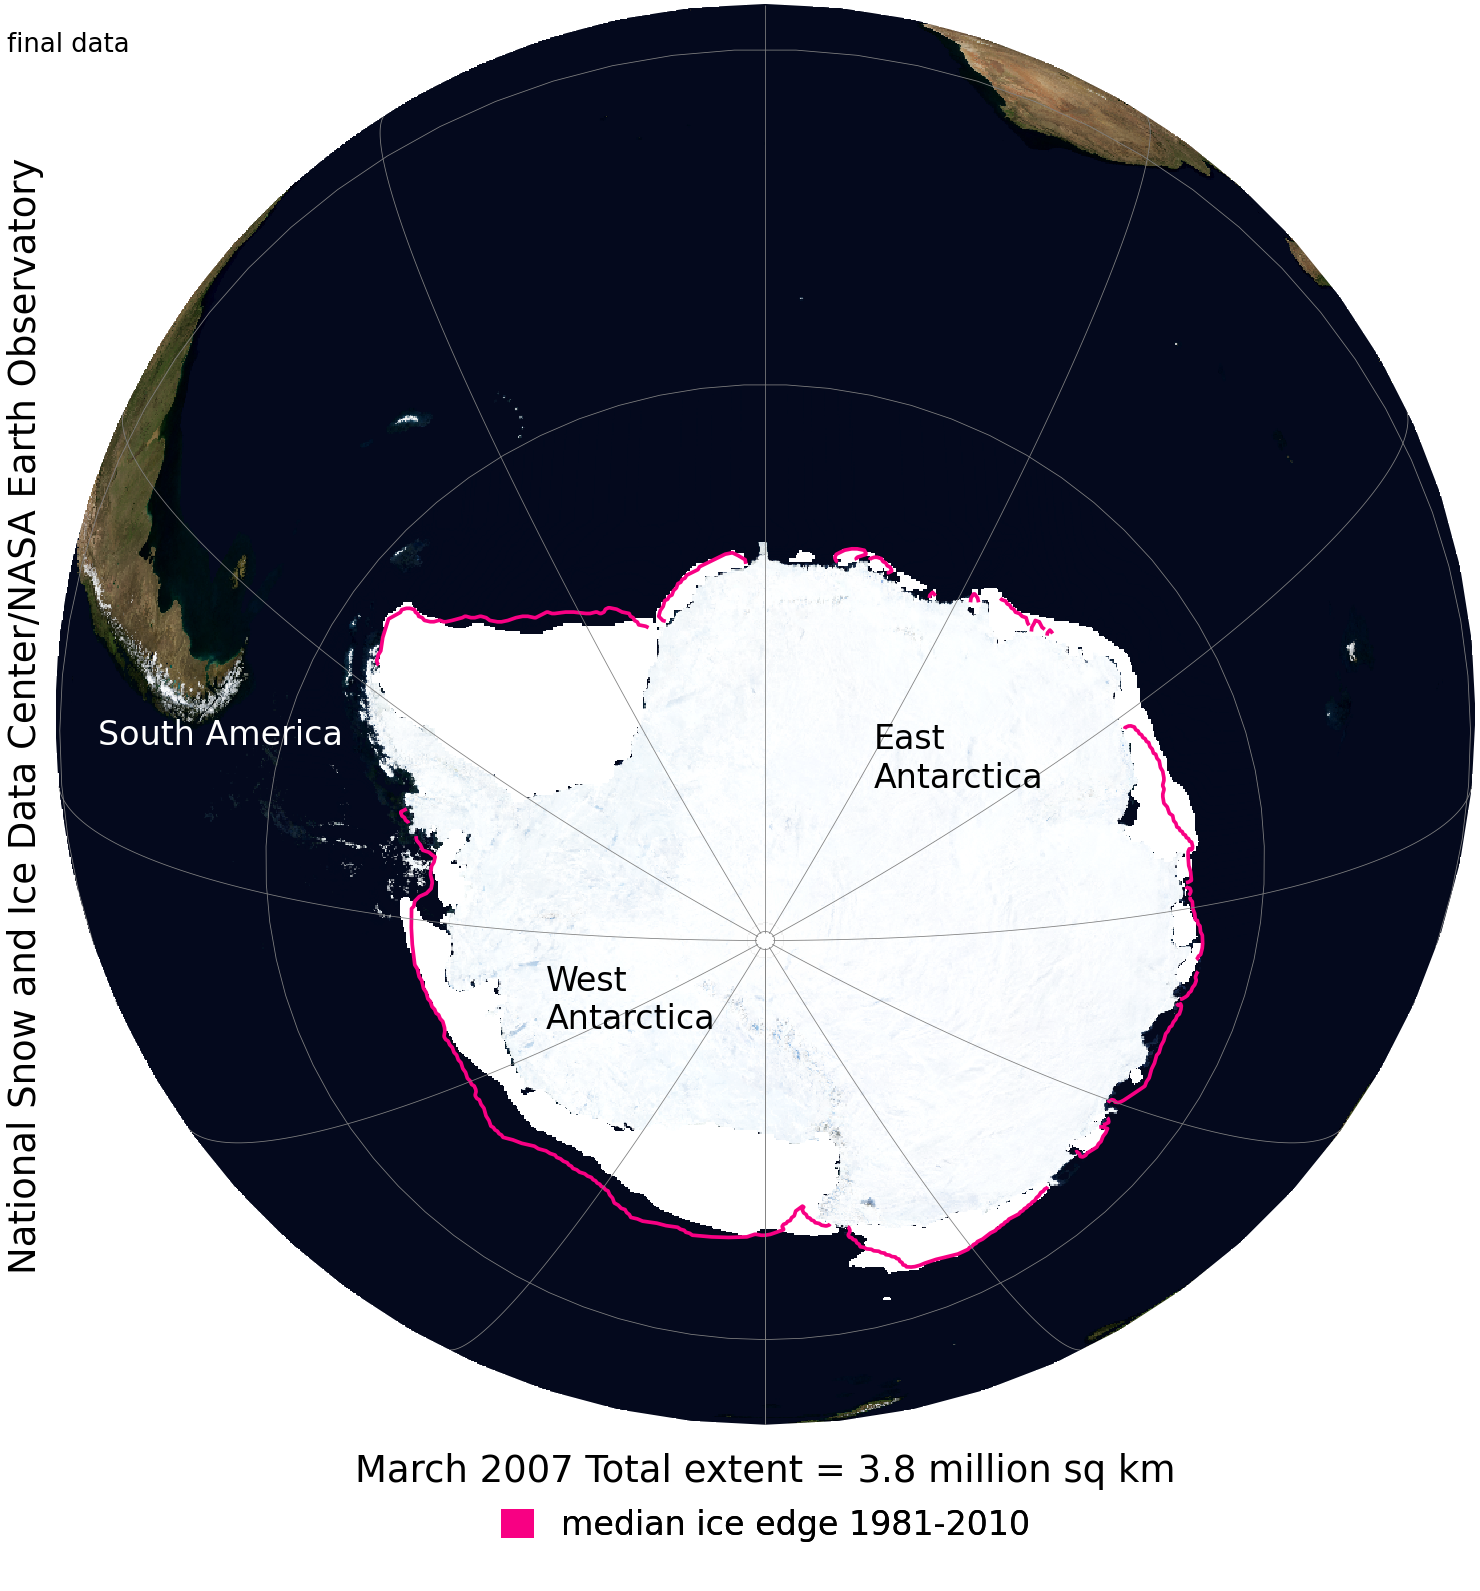 final data
National Snow and Ice Data Center/NASA Earth Observatory
South America
East
Antarctica
West
Antarctica
March 2007 Total extent = 3.8 million sq km
median ice edge 1981-2010